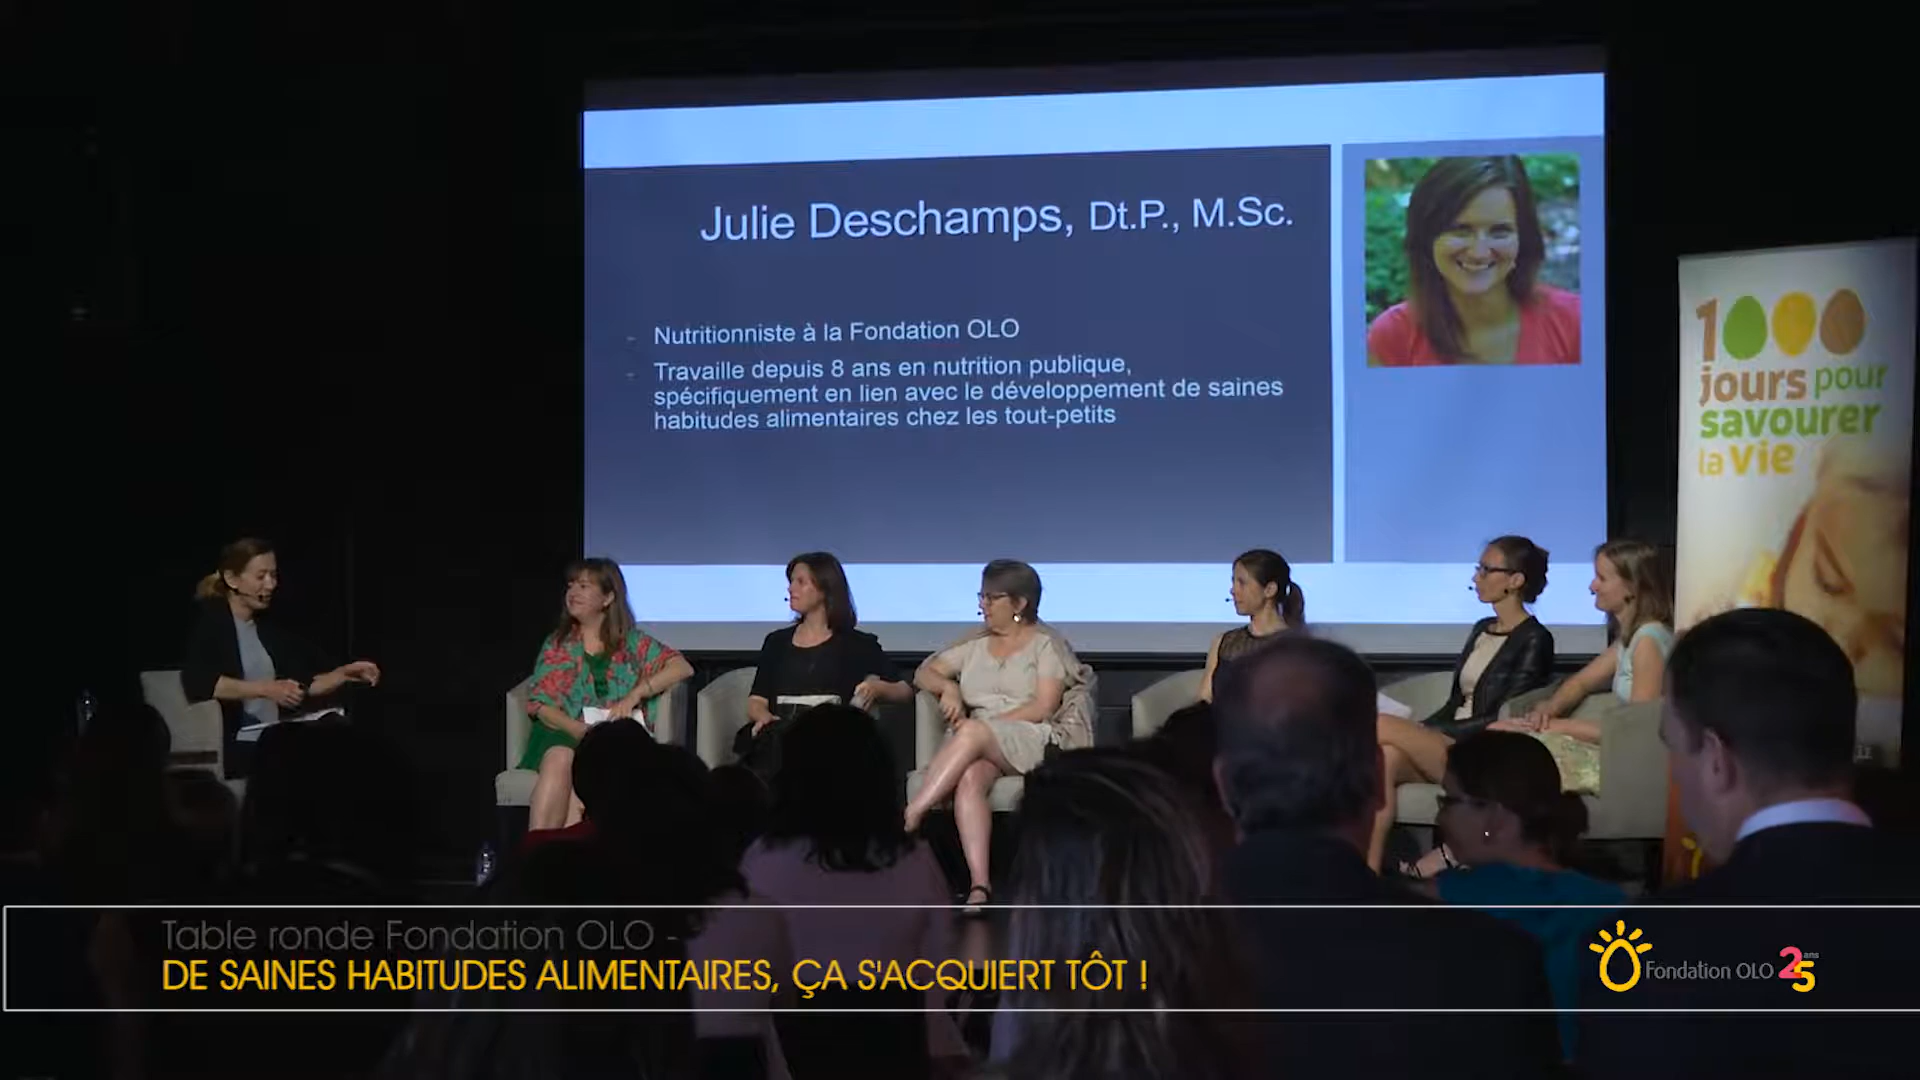 Julie Deschamps, Dt.P., M.Sc.
- Nutritionniste à la Fondation OLO
- Travaille depuis 8 ans en nutrition publique,
spécifiquement en lien avec le développement de saines
habitudes alimentaires chez les tout-petits
1000
jours pour
savourer
la vie
Table ronde Fondation OLO -
DE SAINES HABITUDES ALIMENTAIRES, ÇA S'ACQUIERT TÔT !
Fondation OLO 25 ans